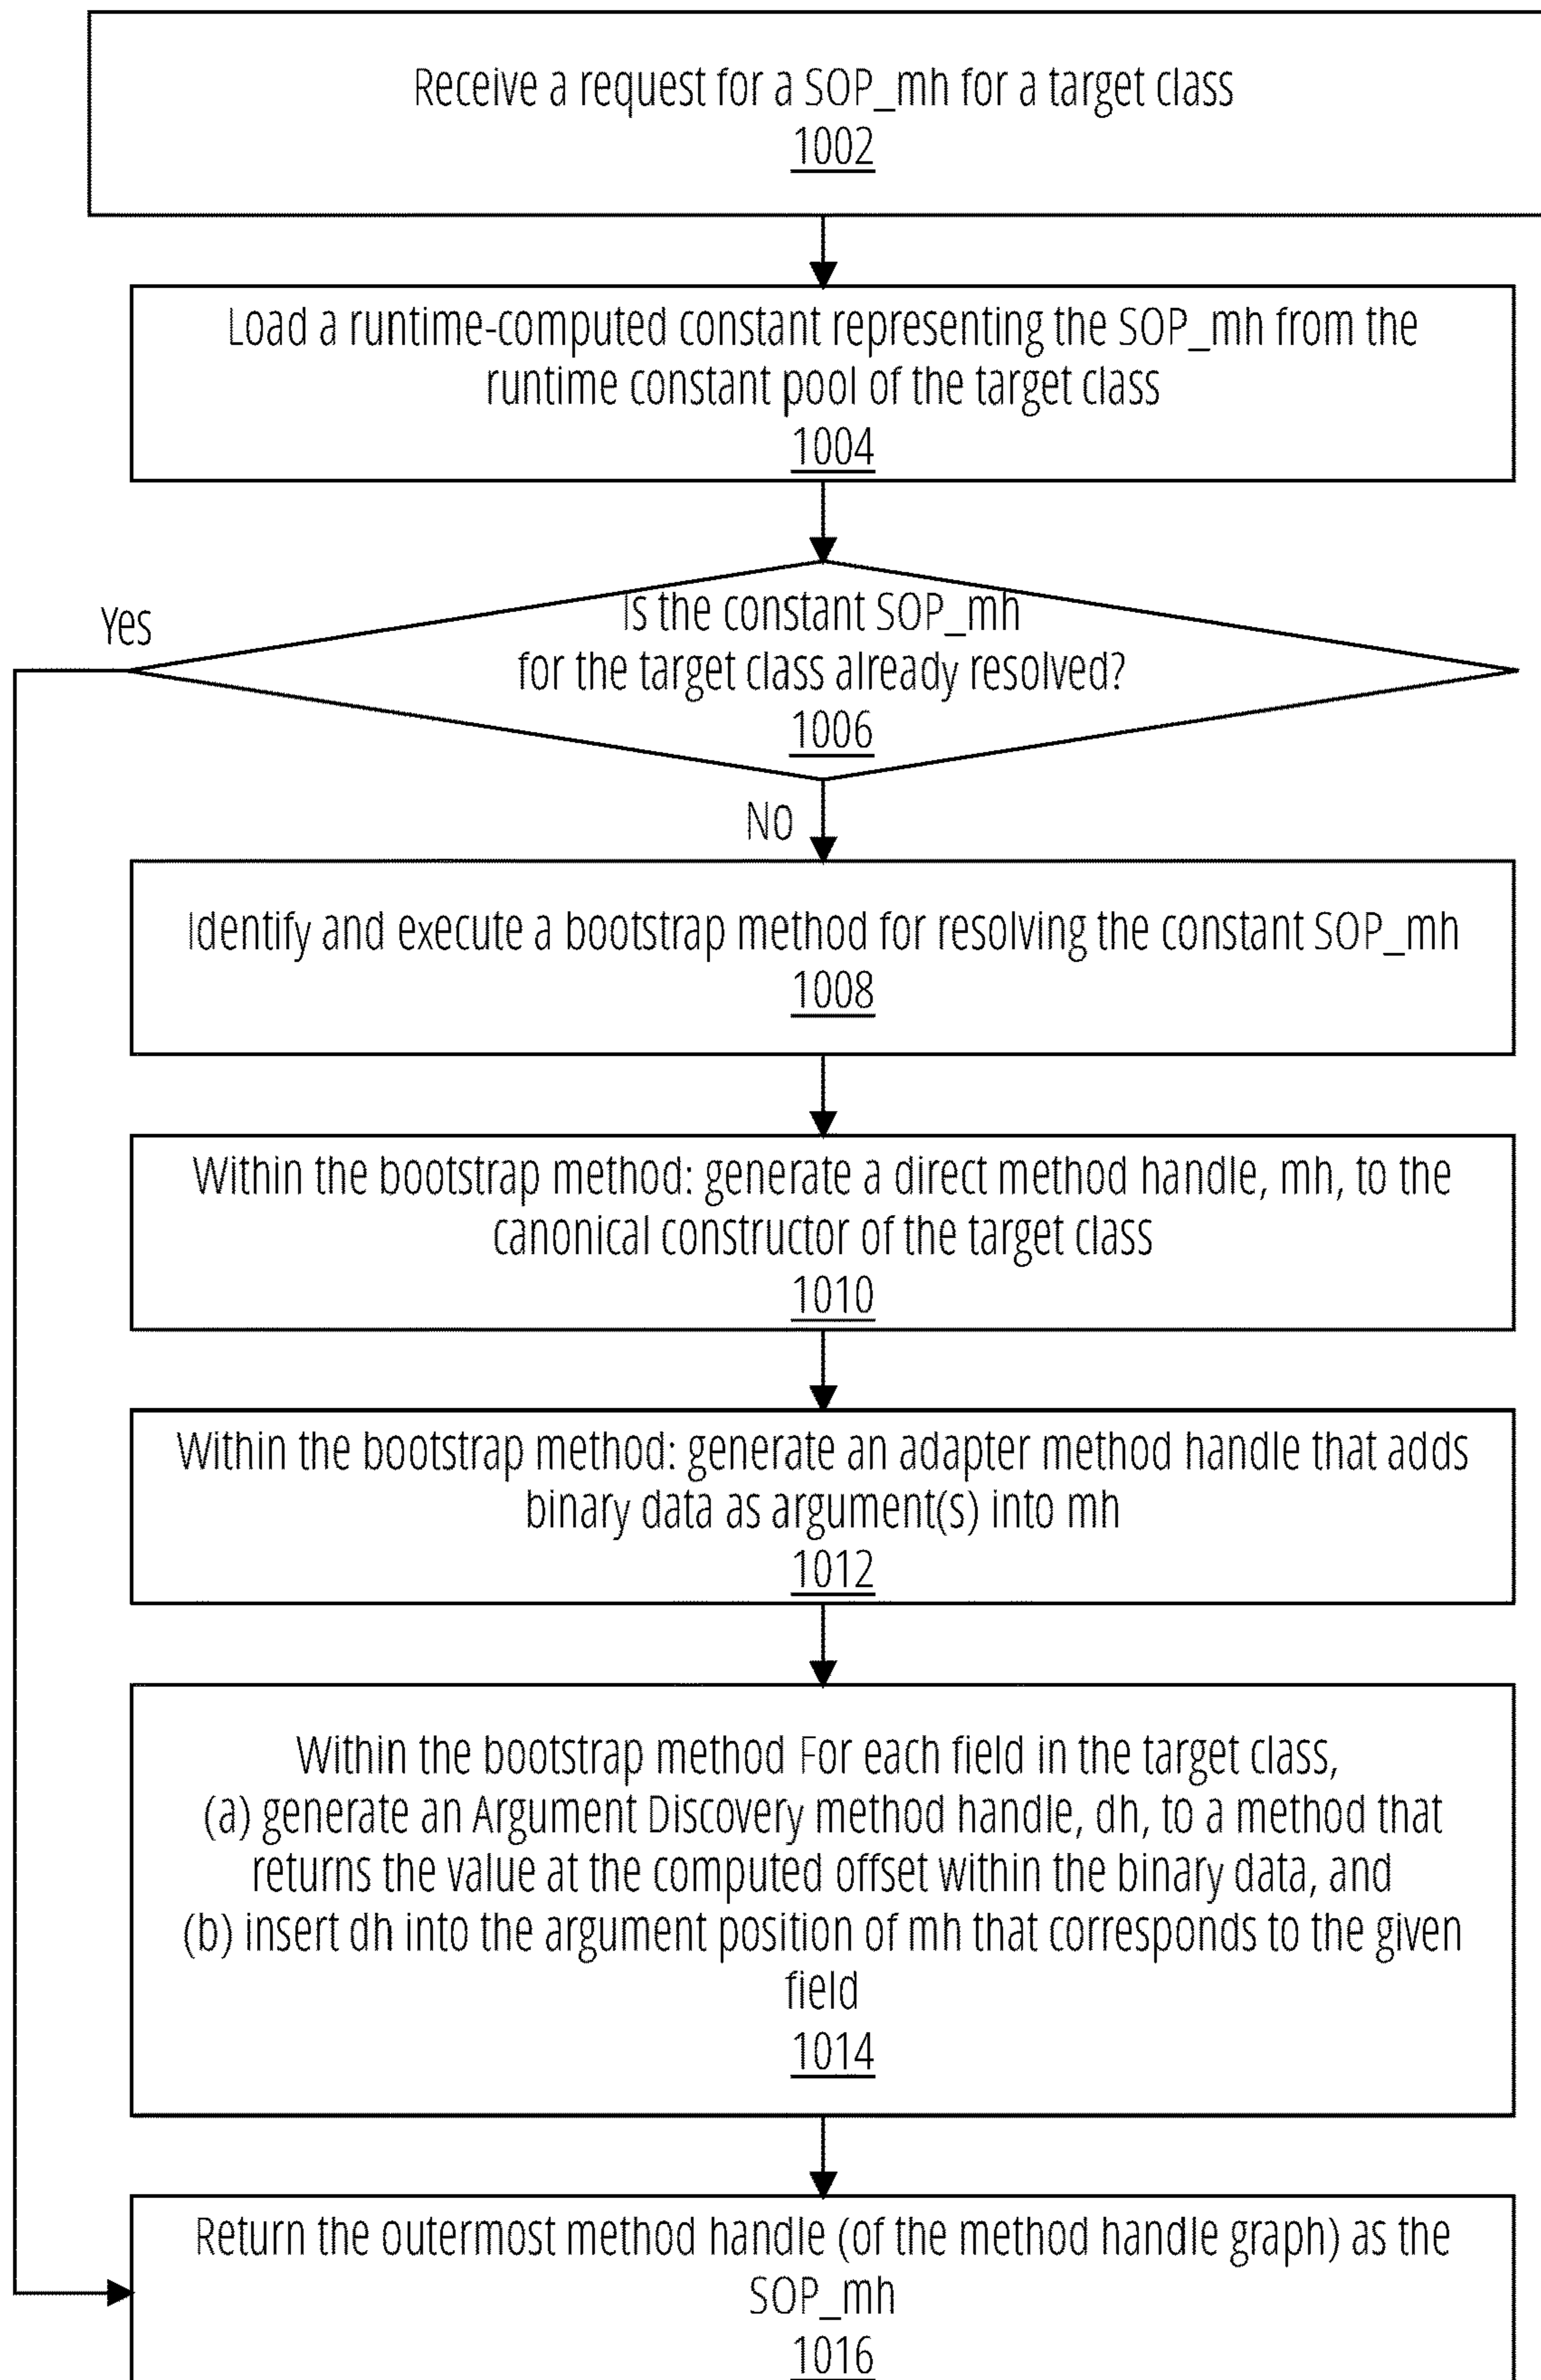 Receive a request for a SOP_mh for a target class
1002
Load a runtime-computed constant representing the SOP_mh from the
runtime constant pool of the target class
1004
Is the constant SOP_mh
for the target class already resolved?
1006
Yes
No
Identify and execute a bootstrap method for resolving the constant SOP_mh
1008
Within the bootstrap method: generate a direct method handle, mh, to the
canonical constructor of the target class
1010
Within the bootstrap method: generate an adapter method handle that adds
binary data as argument(s) into mh
1012
Within the bootstrap method For each field in the target class,
(a) generate an Argument Discovery method handle, dh, to a method that
returns the value at the computed offset within the binary data, and
(b) insert dh into the argument position of mh that corresponds to the given
field
1014
Return the outermost method handle (of the method handle graph) as the
SOP_mh
1016